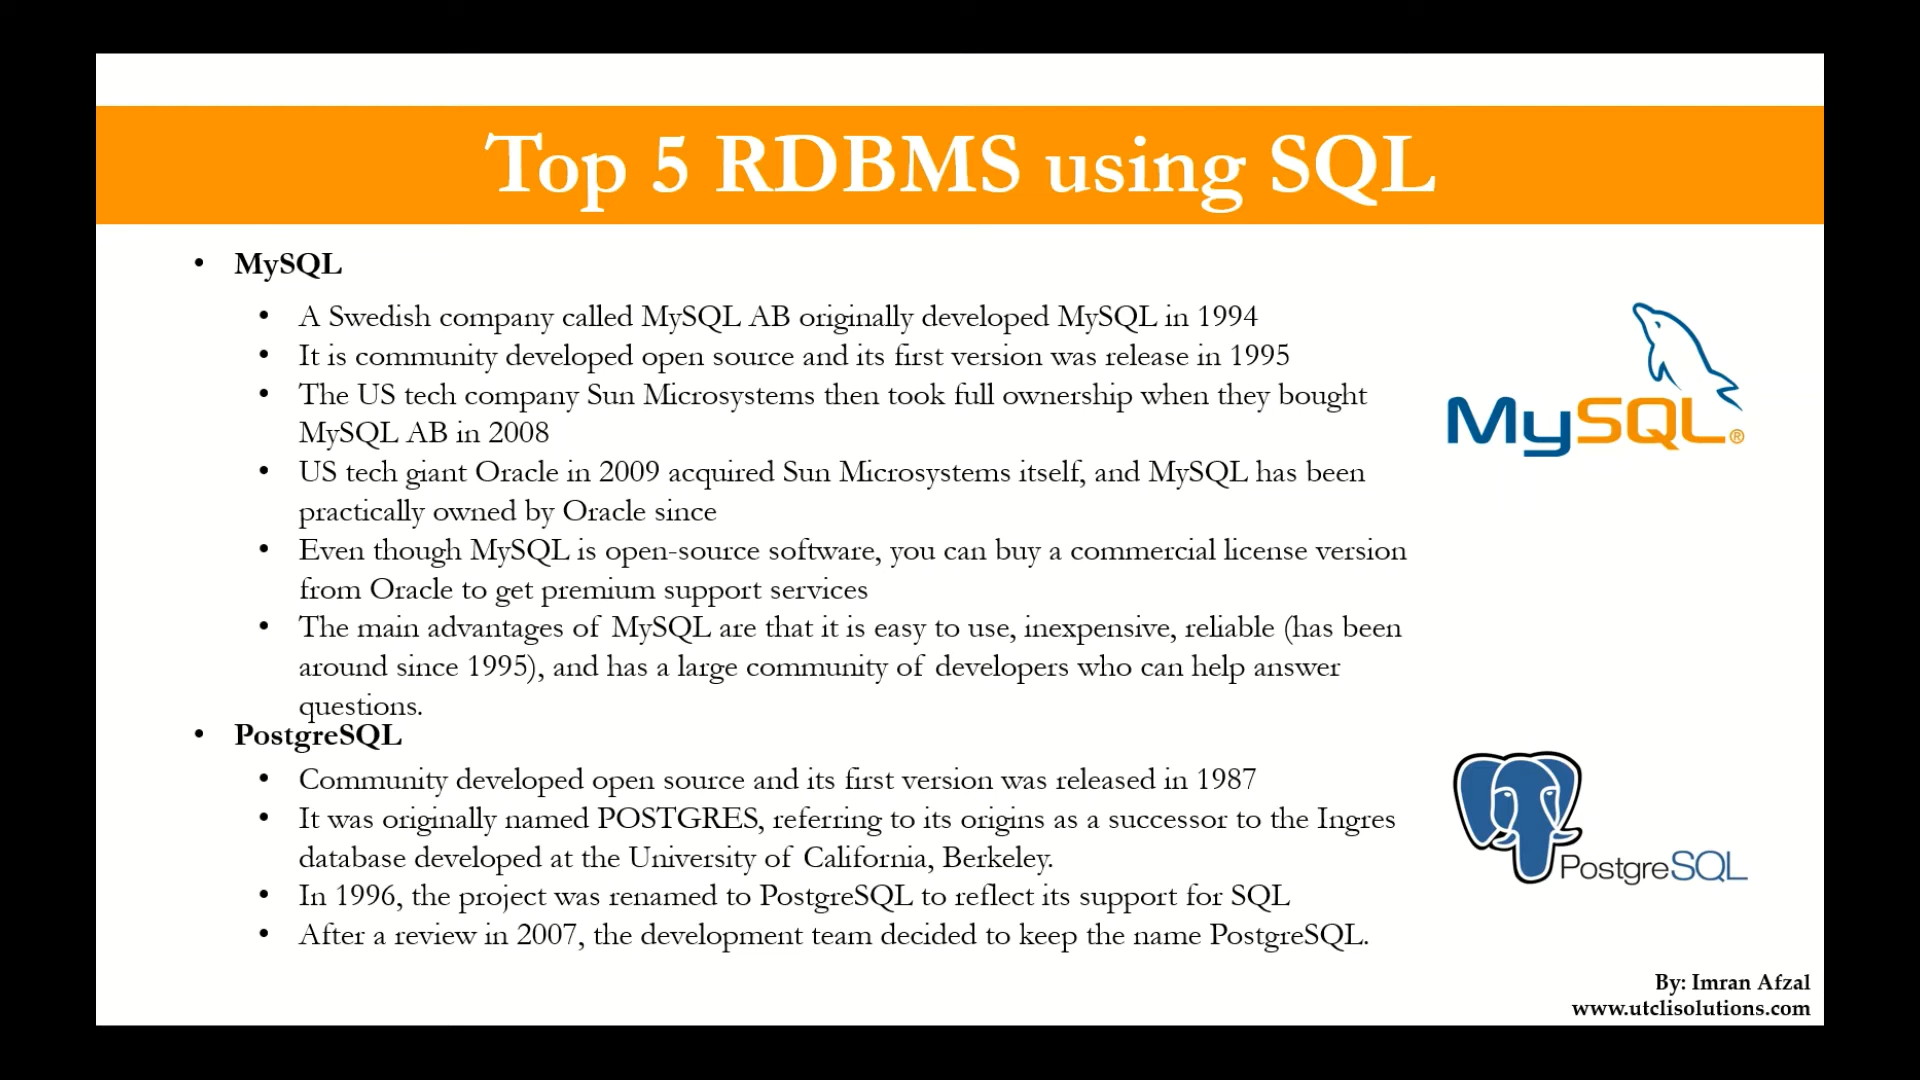 Top 5 RDBMS using SQL
• MySQL
• A Swedish company called MySQL AB originally developed MySQL in 1994
• It is community developed open source and its first version was release in 1995
• The US tech company Sun Microsystems then took full ownership when they bought
MySQL AB in 2008
• US tech giant Oracle in 2009 acquired Sun Microsystems itself, and MySQL has been
practically owned by Oracle since
• Even though MySQL is open-source software, you can buy a commercial license version
from Oracle to get premium support services
• The main advantages of MySQL are that it is easy to use, inexpensive, reliable (has been
around since 1995), and has a large community of developers who can help answer
questions.
MySQL®
• PostgreSQL
• Community developed open source and its first version was released in 1987
• It was originally named POSTGRES, referring to its origins as a successor to the Ingres
database developed at the University of California, Berkeley.
• In 1996, the project was renamed to PostgreSQL to reflect its support for SQL
• After a review in 2007, the development team decided to keep the name PostgreSQL.
PostgreSQL
By: Imran Afzal
www.utclisolutions.com